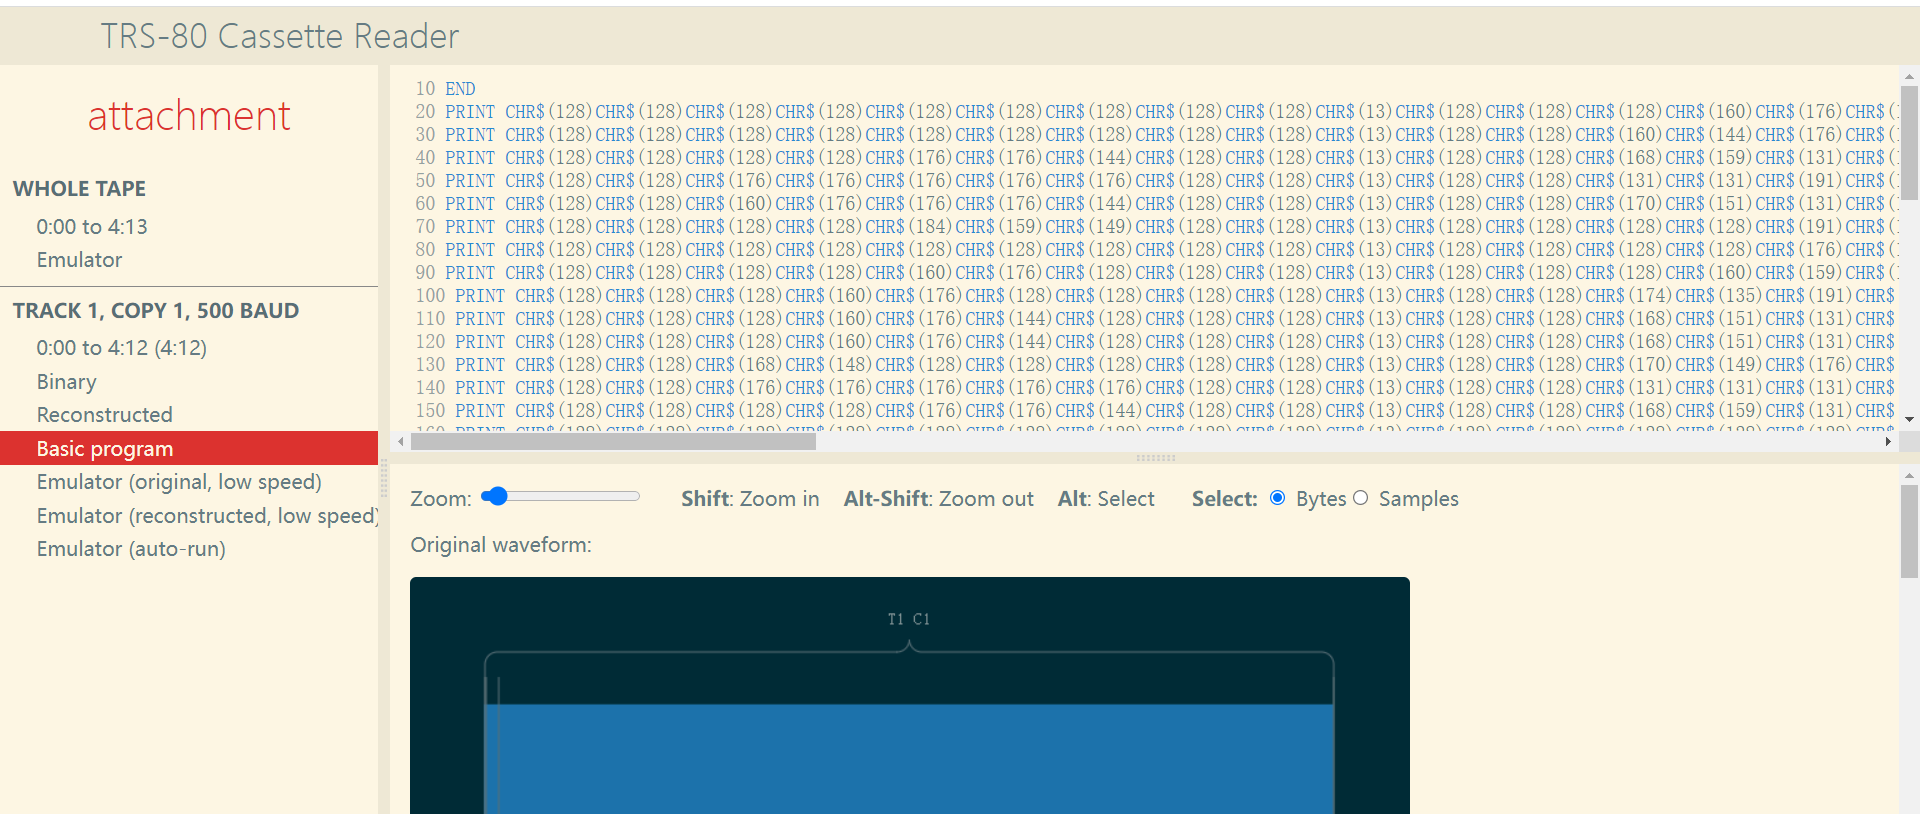 TRS-80 Cassette Reader
attachment
WHOLE TAPE
0:00 to 4:13
Emulator
TRACK 1, COPY 1, 500 BAUD
0:00 to 4:12 (4:12)
Binary
Reconstructed
Basic program
Emulator (original, low speed)
Emulator (reconstructed, low speed)
Emulator (auto-run)
10 END
20 PRINT CHR$(128)CHR$(128)CHR$(128)CHR$(128)CHR$(128)CHR$(128)CHR$(128)CHR$(128)CHR$(128)CHR$(13)CHR$(128)CHR$(128)CHR$(128)CHR$(160)CHR$(176)CHR$(
30 PRINT CHR$(128)CHR$(128)CHR$(128)CHR$(128)CHR$(128)CHR$(128)CHR$(128)CHR$(128)CHR$(128)CHR$(13)CHR$(128)CHR$(128)CHR$(160)CHR$(144)CHR$(176)CHR$(
40 PRINT CHR$(128)CHR$(128)CHR$(128)CHR$(128)CHR$(176)CHR$(176)CHR$(144)CHR$(128)CHR$(128)CHR$(13)CHR$(128)CHR$(128)CHR$(168)CHR$(159)CHR$(131)CHR$(
50 PRINT CHR$(128)CHR$(128)CHR$(176)CHR$(176)CHR$(176)CHR$(176)CHR$(176)CHR$(128)CHR$(128)CHR$(13)CHR$(128)CHR$(128)CHR$(131)CHR$(131)CHR$(191)CHR$(
60 PRINT CHR$(128)CHR$(128)CHR$(160)CHR$(176)CHR$(176)CHR$(176)CHR$(144)CHR$(128)CHR$(128)CHR$(13)CHR$(128)CHR$(128)CHR$(170)CHR$(151)CHR$(131)CHR$(
70 PRINT CHR$(128)CHR$(128)CHR$(128)CHR$(128)CHR$(184)CHR$(159)CHR$(149)CHR$(128)CHR$(128)CHR$(13)CHR$(128)CHR$(128)CHR$(128)CHR$(128)CHR$(191)CHR$(
80 PRINT CHR$(128)CHR$(128)CHR$(128)CHR$(128)CHR$(128)CHR$(128)CHR$(128)CHR$(128)CHR$(128)CHR$(13)CHR$(128)CHR$(128)CHR$(128)CHR$(128)CHR$(176)CHR$(
90 PRINT CHR$(128)CHR$(128)CHR$(128)CHR$(128)CHR$(160)CHR$(176)CHR$(128)CHR$(128)CHR$(128)CHR$(13)CHR$(128)CHR$(128)CHR$(128)CHR$(160)CHR$(159)CHR$(
100 PRINT CHR$(128)CHR$(128)CHR$(128)CHR$(160)CHR$(176)CHR$(128)CHR$(128)CHR$(128)CHR$(128)CHR$(13)CHR$(128)CHR$(128)CHR$(174)CHR$(135)CHR$(191)CHR$
110 PRINT CHR$(128)CHR$(128)CHR$(128)CHR$(160)CHR$(176)CHR$(144)CHR$(128)CHR$(128)CHR$(128)CHR$(13)CHR$(128)CHR$(128)CHR$(168)CHR$(151)CHR$(131)CHR$
120 PRINT CHR$(128)CHR$(128)CHR$(128)CHR$(160)CHR$(176)CHR$(144)CHR$(128)CHR$(128)CHR$(128)CHR$(13)CHR$(128)CHR$(128)CHR$(168)CHR$(151)CHR$(131)CHR$
130 PRINT CHR$(128)CHR$(128)CHR$(168)CHR$(148)CHR$(128)CHR$(128)CHR$(128)CHR$(128)CHR$(128)CHR$(13)CHR$(128)CHR$(128)CHR$(170)CHR$(149)CHR$(176)CHR$
140 PRINT CHR$(128)CHR$(128)CHR$(176)CHR$(176)CHR$(176)CHR$(176)CHR$(176)CHR$(128)CHR$(128)CHR$(13)CHR$(128)CHR$(128)CHR$(131)CHR$(131)CHR$(131)CHR$
150 PRINT CHR$(128)CHR$(128)CHR$(128)CHR$(128)CHR$(176)CHR$(176)CHR$(144)CHR$(128)CHR$(128)CHR$(13)CHR$(128)CHR$(128)CHR$(168)CHR$(159)CHR$(131)CHR$
Zoom: Shift: Zoom in Alt-Shift: Zoom out Alt: Select Select: Bytes Samples
Original waveform:
T1 C1